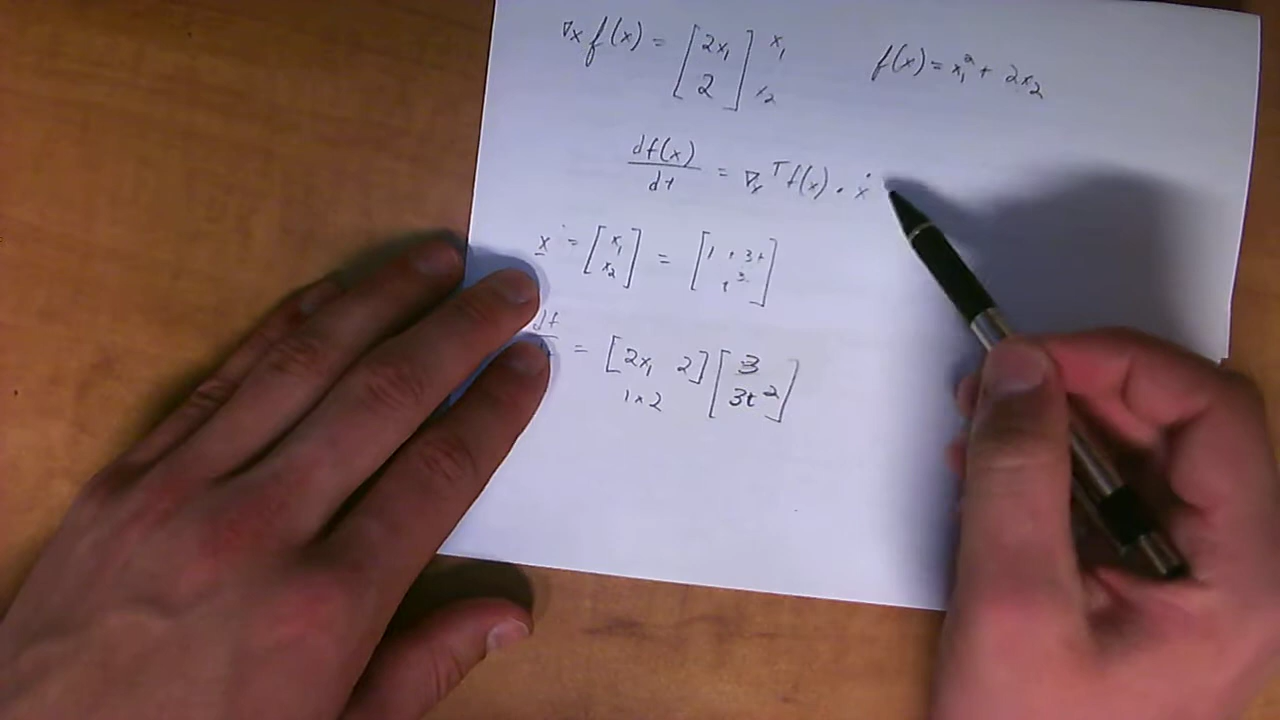 ∇x f(x) = [2x₁ 2] x₁ x₂
f(x) = x₁² + 2x₂
df(x)/dt = ∇xᵀ f(x) · ẋ
x = [x₁ x₂] = [1 + 3t t³]
df = [2x₁ 2] [3 3t²]
1×2